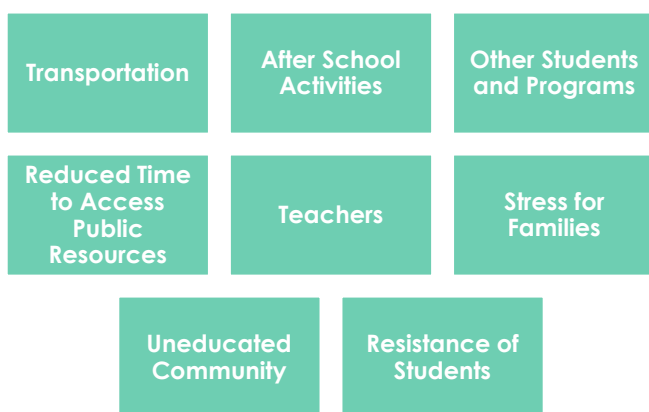 Transportation
After School
Activities
Other Students
and Programs
Reduced Time
to Access
Public
Resources
Teachers
Stress for
Families
Uneducated
Community
Resistance of
Students